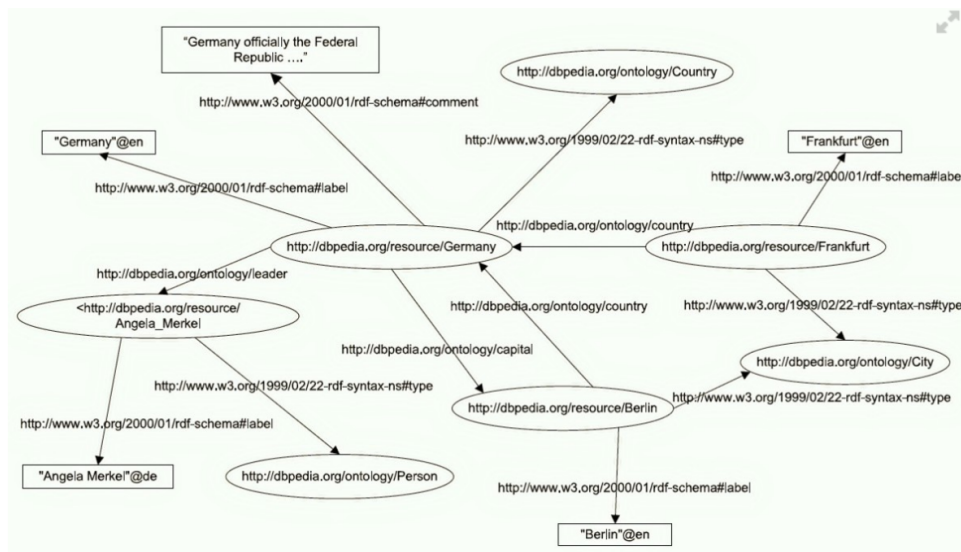 "Germany officially the Federal
Republic ...,"
http://dbpedia.org/ontology/Country
http://www.w3.org/2000/01/rdf-schema#comment
"Germany"@en
http://www.w3.org/1999/02/22-rdf-syntax-ns#type
"Frankfurt"@en
http://www.w3.org/2000/01/rdf-schema#label
http://www.w3.org/2000/01/rdf-schema#labe
http://dbpedia.org/ontology/country
http://dbpedia.org/resource/Germany
http://dbpedia.org/resource/Frankfurt
http://dbpedia.org/ontology/leader
<http://dbpedia.org/resource/
Angela_Merkel
http://dbpedia.org/ontology/country
http://www.w3.org/1999/02/22-rdf-syntax-ns#type
http://dbpedia.org/ontology/capital
http://dbpedia.org/ontology/City
http://www.w3.org/1999/02/22-rdf-syntax-ns#type
http://www.w3.org/1999/02/22-rdf-syntax-ns#type
http://dbpedia.org/resource/Berlin
http://www.w3.org/2000/01/rdf-schema#label
"Angela Merkel"@de
http://dbpedia.org/ontology/Person
http://www.w3.org/2000/01/rdf-schema#label
"Berlin"@en